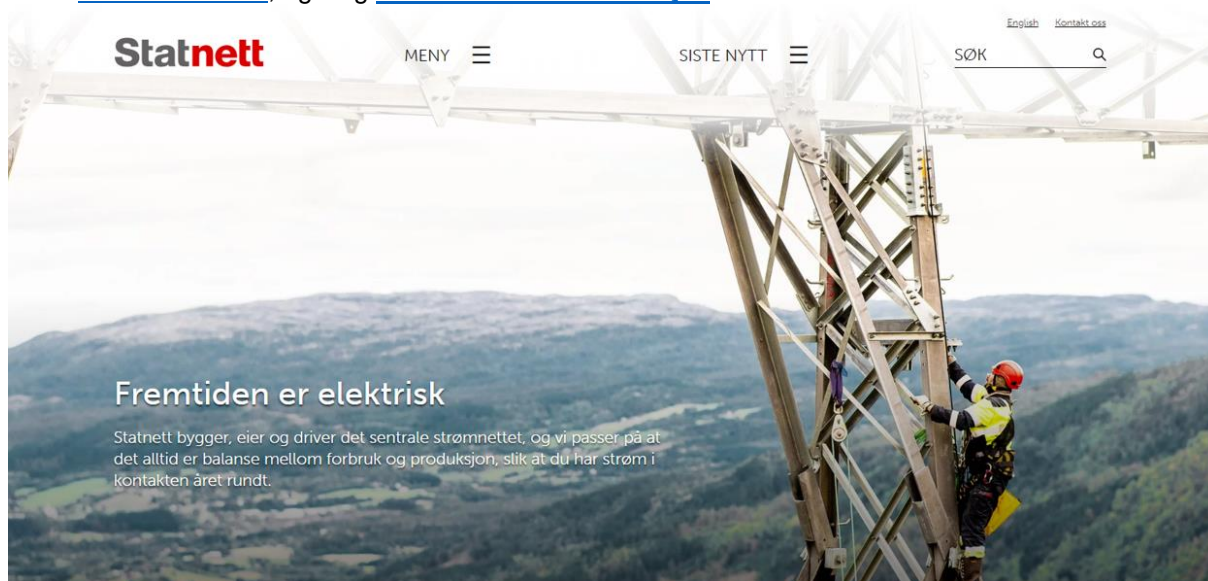 English Kontakt oss
Statnett MENY SISTE NYTT SØK
Fremtiden er elektrisk
Statnett bygger, eier og driver det sentrale strømnettet, og vi passer på at
det alltid er balanse mellom forbruk og produksjon, slik at du har strøm i
kontakten året rundt.